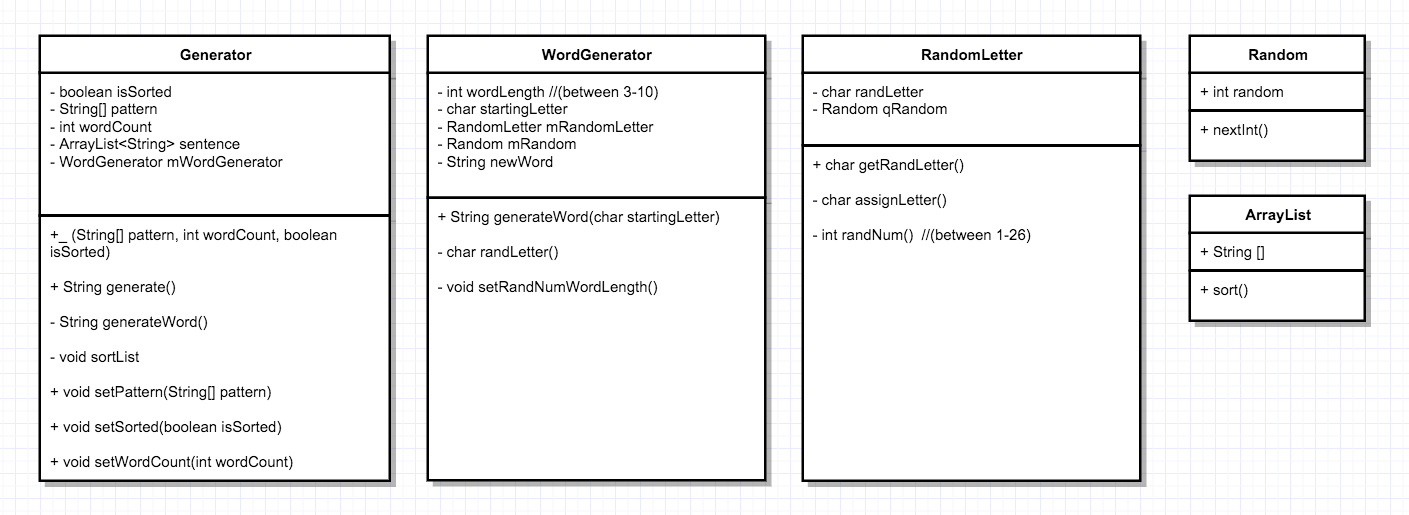 Generator
- boolean isSorted
- String[] pattern
- int wordCount
- ArrayList<String> sentence
- WordGenerator mWordGenerator
+_ (String[] pattern, int wordCount, boolean
isSorted)
+ String generate()
- String generateWord()
- void sortList
+ void setPattern(String[] pattern)
+ void setSorted(boolean isSorted)
+ void setWordCount(int wordCount)
WordGenerator
- int wordLength //(between 3-10)
- char startingLetter
- RandomLetter mRandomLetter
- Random mRandom
- String newWord
+ String generateWord(char startingLetter)
- char randLetter()
- void setRandNumWordLength()
RandomLetter
- char randLetter
- Random qRandom
+ char getRandLetter()
- char assignLetter()
- int randNum()  //(between 1-26)
Random
+ int random
+ nextInt()
ArrayList
+ String []
+ sort()